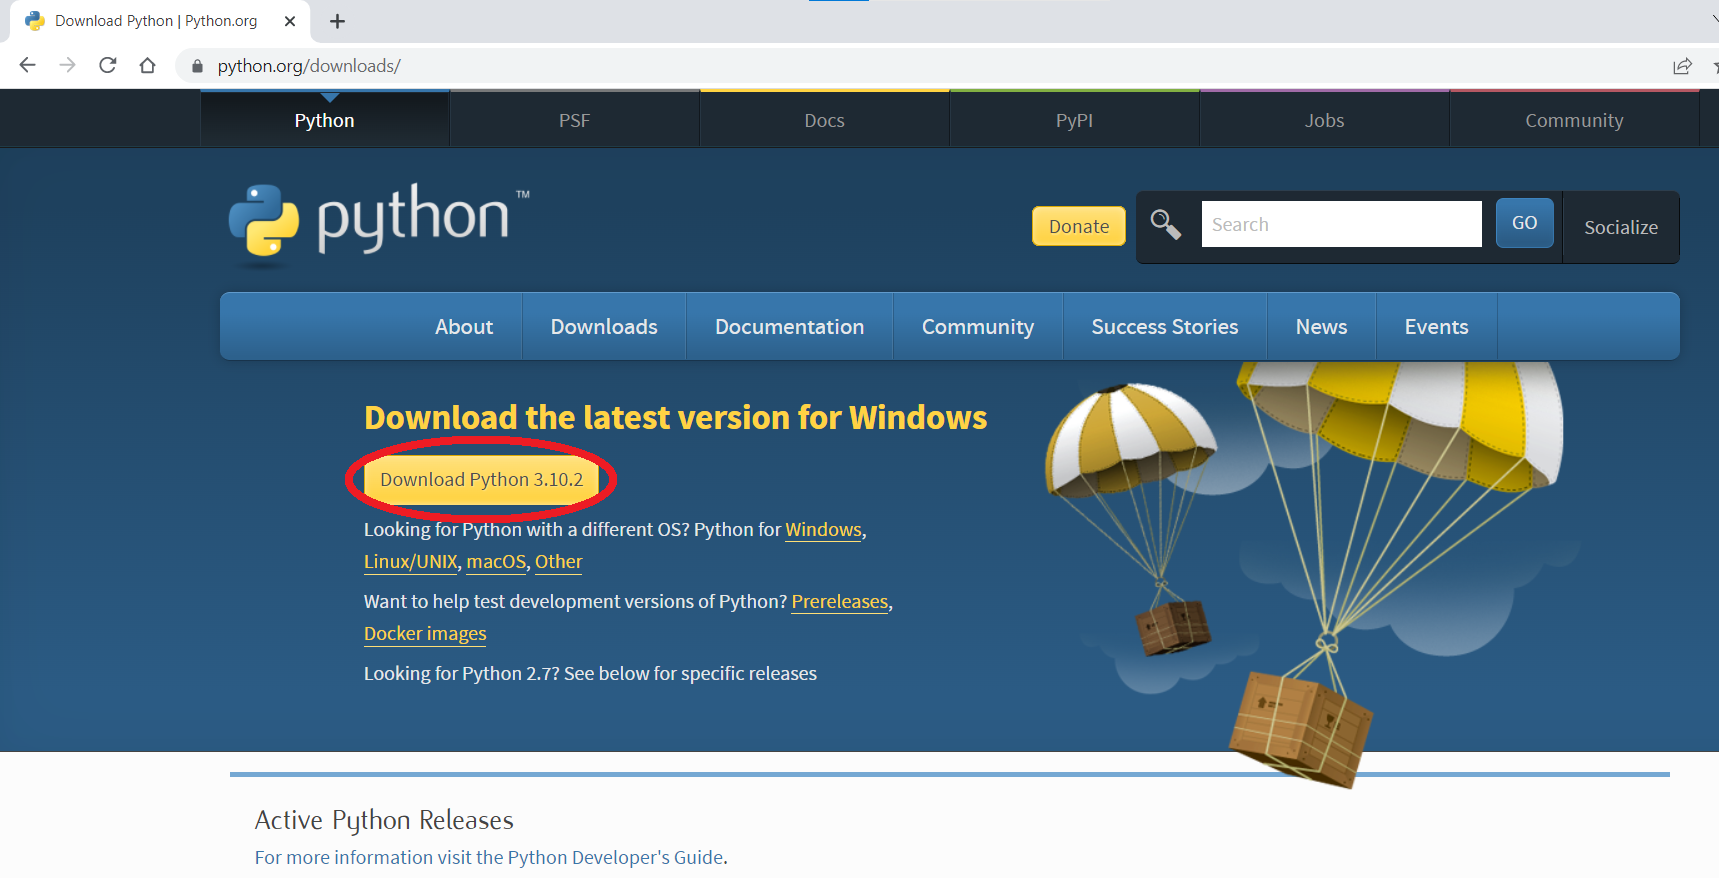 Download Python | Python.org
python.org/downloads/
Python PSF Docs PyPI Jobs Community
python™
Donate Search GO Socialize
About Downloads Documentation Community Success Stories News Events
Download the latest version for Windows
Download Python 3.10.2
Looking for Python with a different OS? Python for Windows,
Linux/UNIX, macOS, Other
Want to help test development versions of Python? Prereleases,
Docker images
Looking for Python 2.7? See below for specific releases
Active Python Releases
For more information visit the Python Developer's Guide.